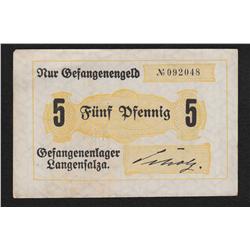 Nur Gefangenengeld № 092048
5 Fünf Pfennig 5
Gefangenenlager
Langensalza.